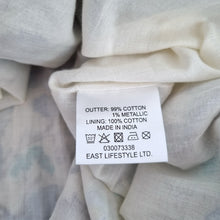 OUTTER: 99% COTTON
1% METALLIC
LINING: 100% COTTON
MADE IN INDIA
030073338
EAST LIFESTYLE LTD.